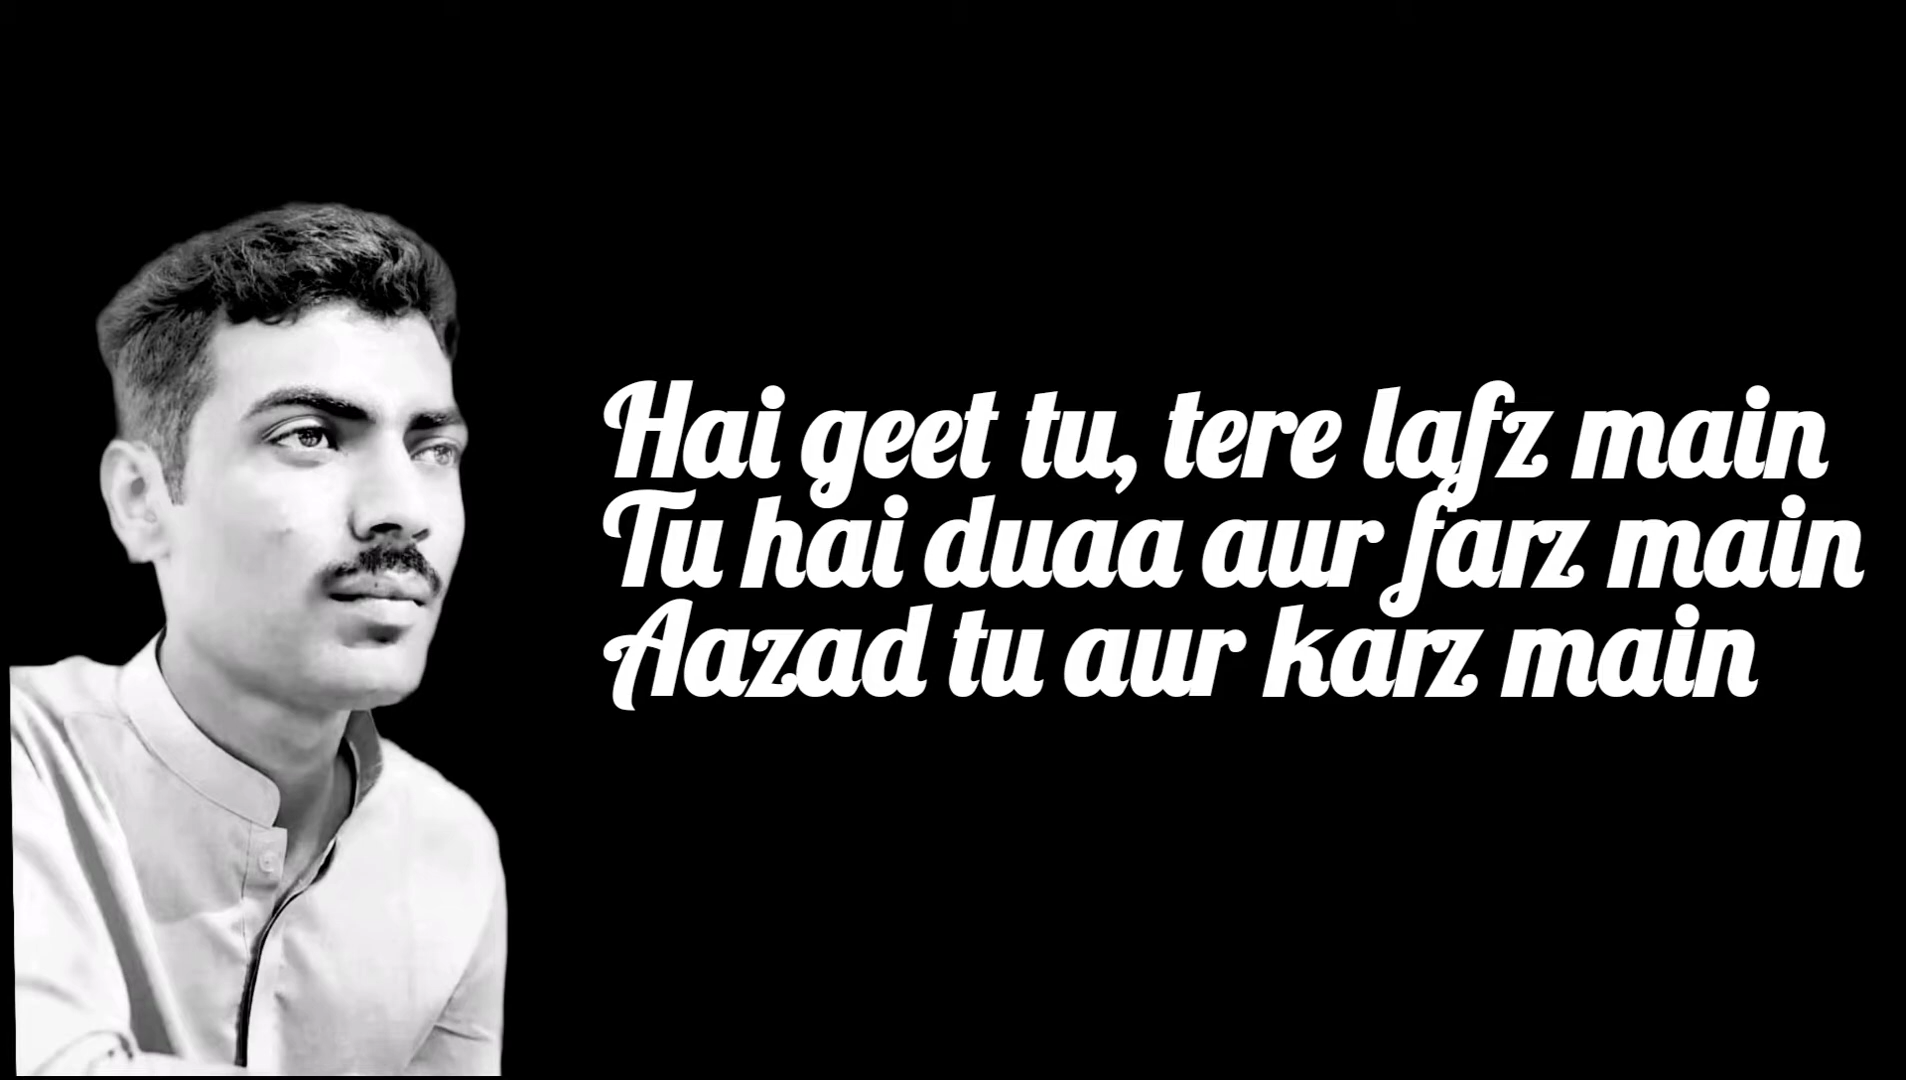 Hai geet tu, tere lafz main
Tu hai duaa aur farz main
Aazad tu aur karz main